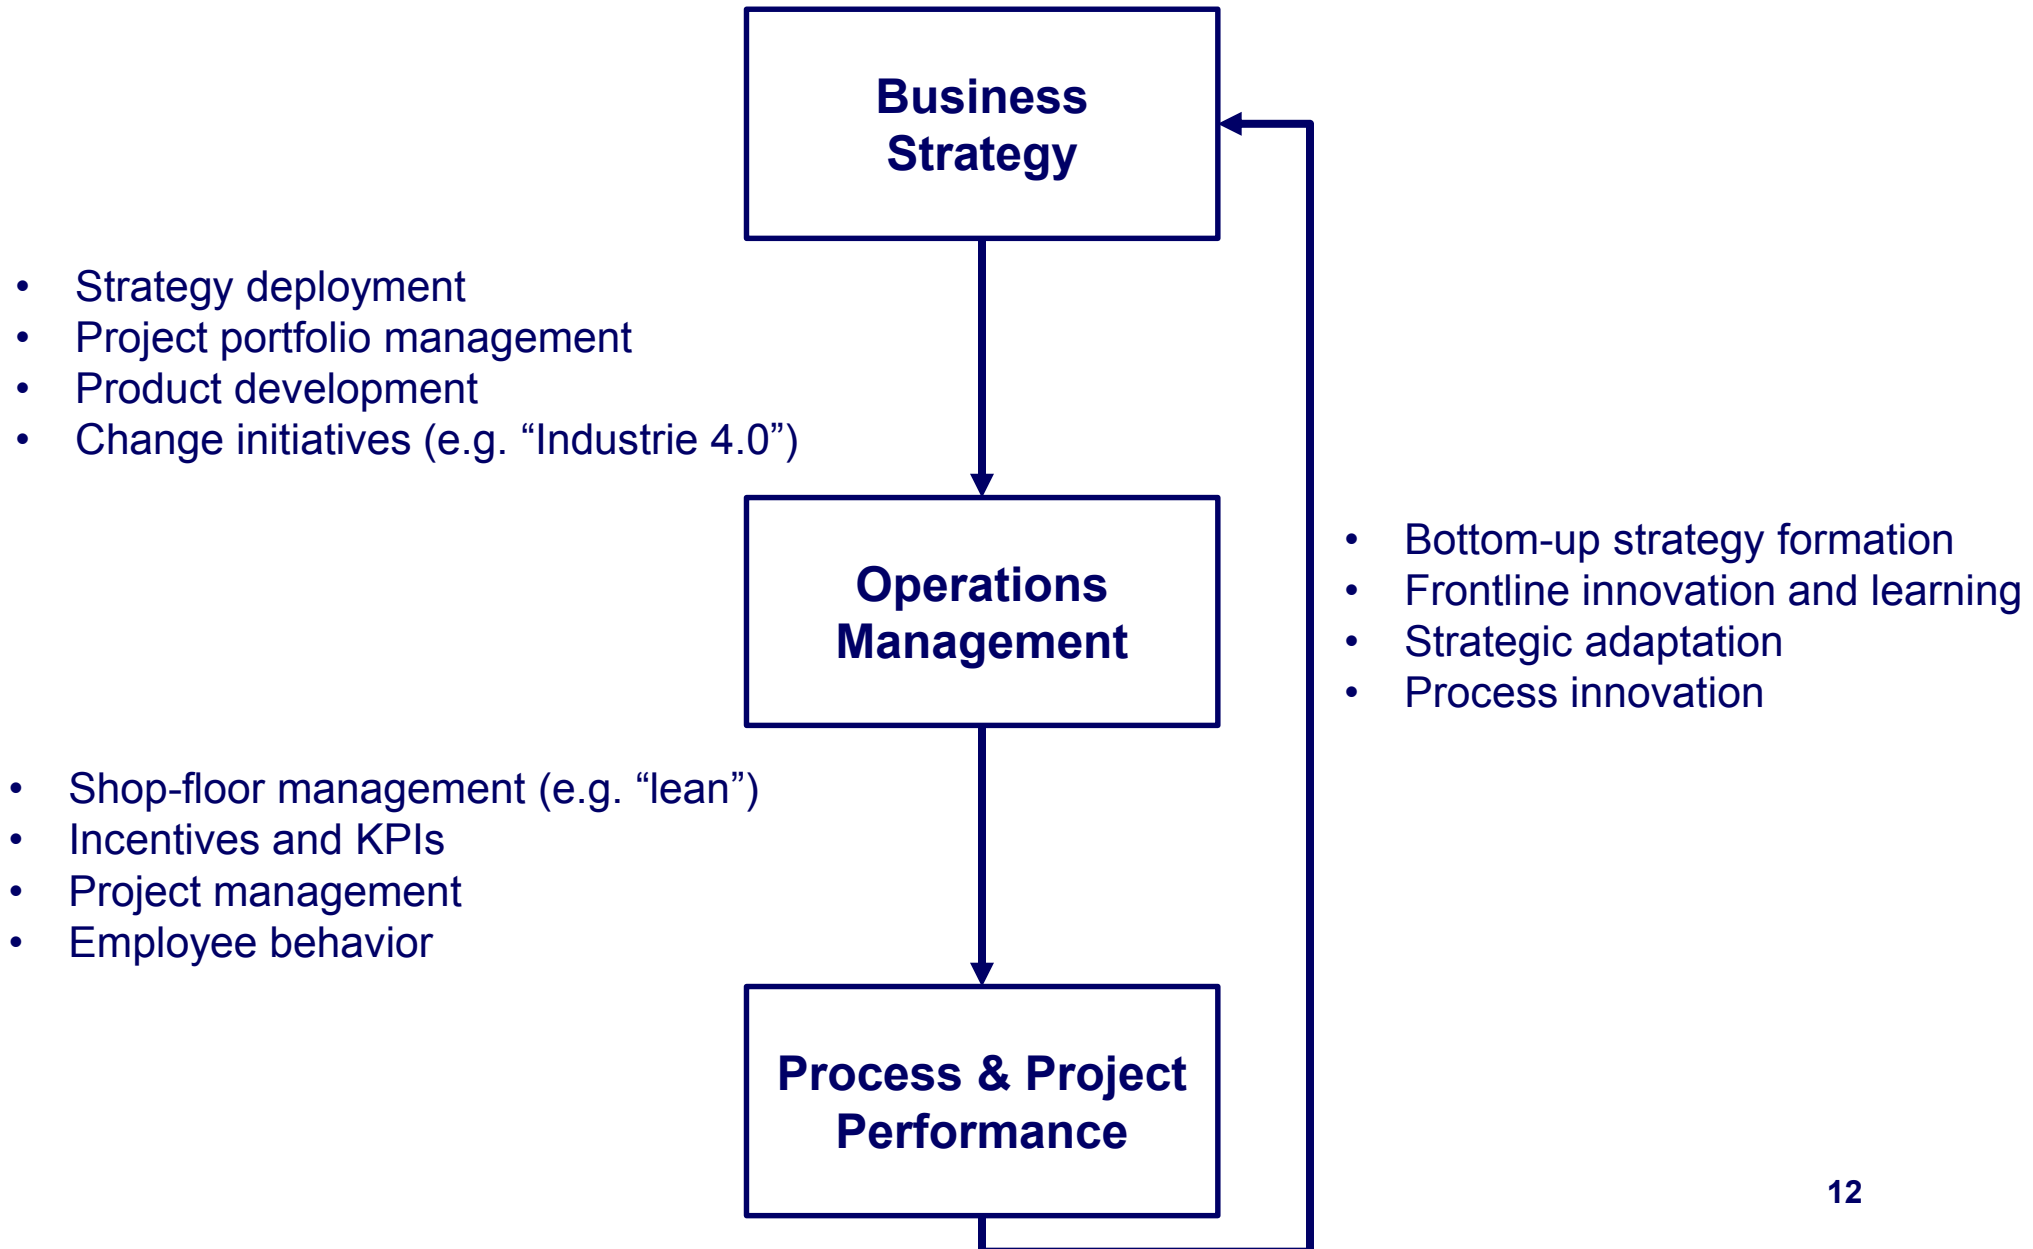 Business
Strategy
• Strategy deployment
• Project portfolio management
• Product development
• Change initiatives (e.g. “Industrie 4.0”)
Operations
Management
• Bottom-up strategy formation
• Frontline innovation and learning
• Strategic adaptation
• Process innovation
• Shop-floor management (e.g. “lean”)
• Incentives and KPIs
• Project management
• Employee behavior
Process & Project
Performance
12